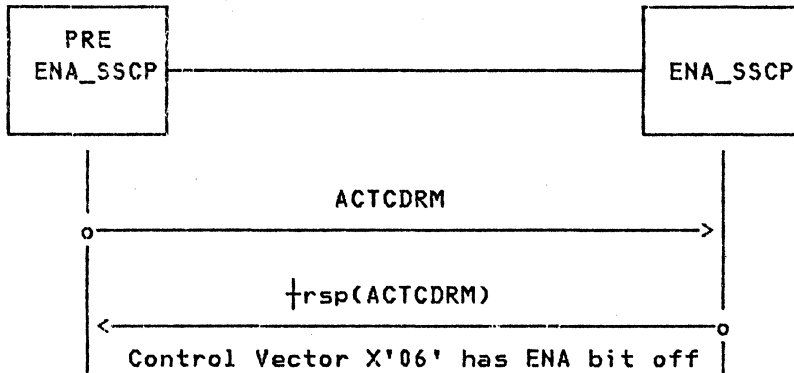 PRE
ENA_SSCP
ENA_SSCP
ACTCDRM
+rsp(ACTCDRM)
Control Vector X'06' has ENA bit off